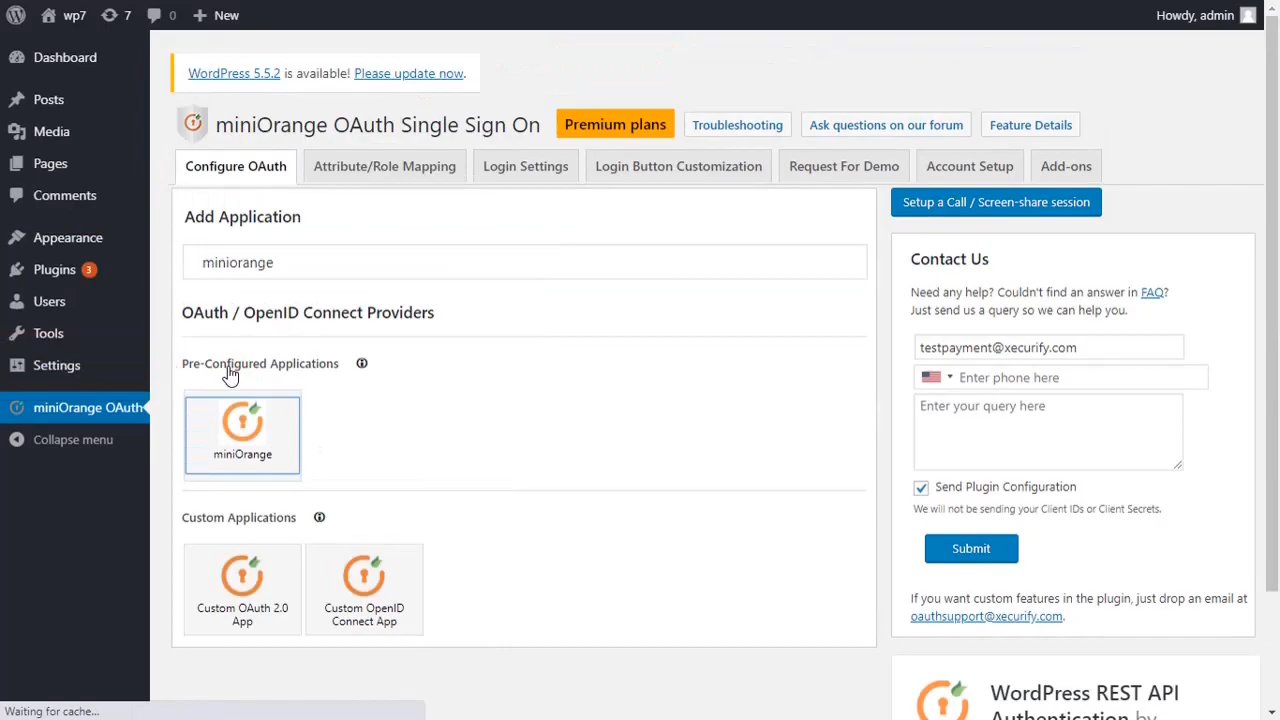 wp7
7
0
New
Howdy, admin
Dashboard
Posts
Media
Pages
Comments
Appearance
Plugins 3
Users
Tools
Settings
miniOrange OAuth
Collapse menu
WordPress 5.5.2 is available! Please update now.
miniOrange OAuth Single Sign On
Premium plans
Troubleshooting
Ask questions on our forum
Feature Details
Configure OAuth
Attribute/Role Mapping
Login Settings
Login Button Customization
Request For Demo
Account Setup
Add-ons
Add Application
miniorange
OAuth / OpenID Connect Providers
Pre-Configured Applications
miniOrange
Custom Applications
Custom OAuth 2.0
App
Custom OpenID
Connect App
Setup a Call / Screen-share session
Contact Us
Need any help? Couldn't find an answer in FAQ?
Just send us a query so we can help you.
testpayment@xecurify.com
Enter phone here
Enter your query here
Send Plugin Configuration
We will not be sending your Client IDs or Client Secrets.
Submit
If you want custom features in the plugin, just drop an email at
oauthsupport@xecurify.com.
WordPress REST API
Authentication by
Waiting for cache...